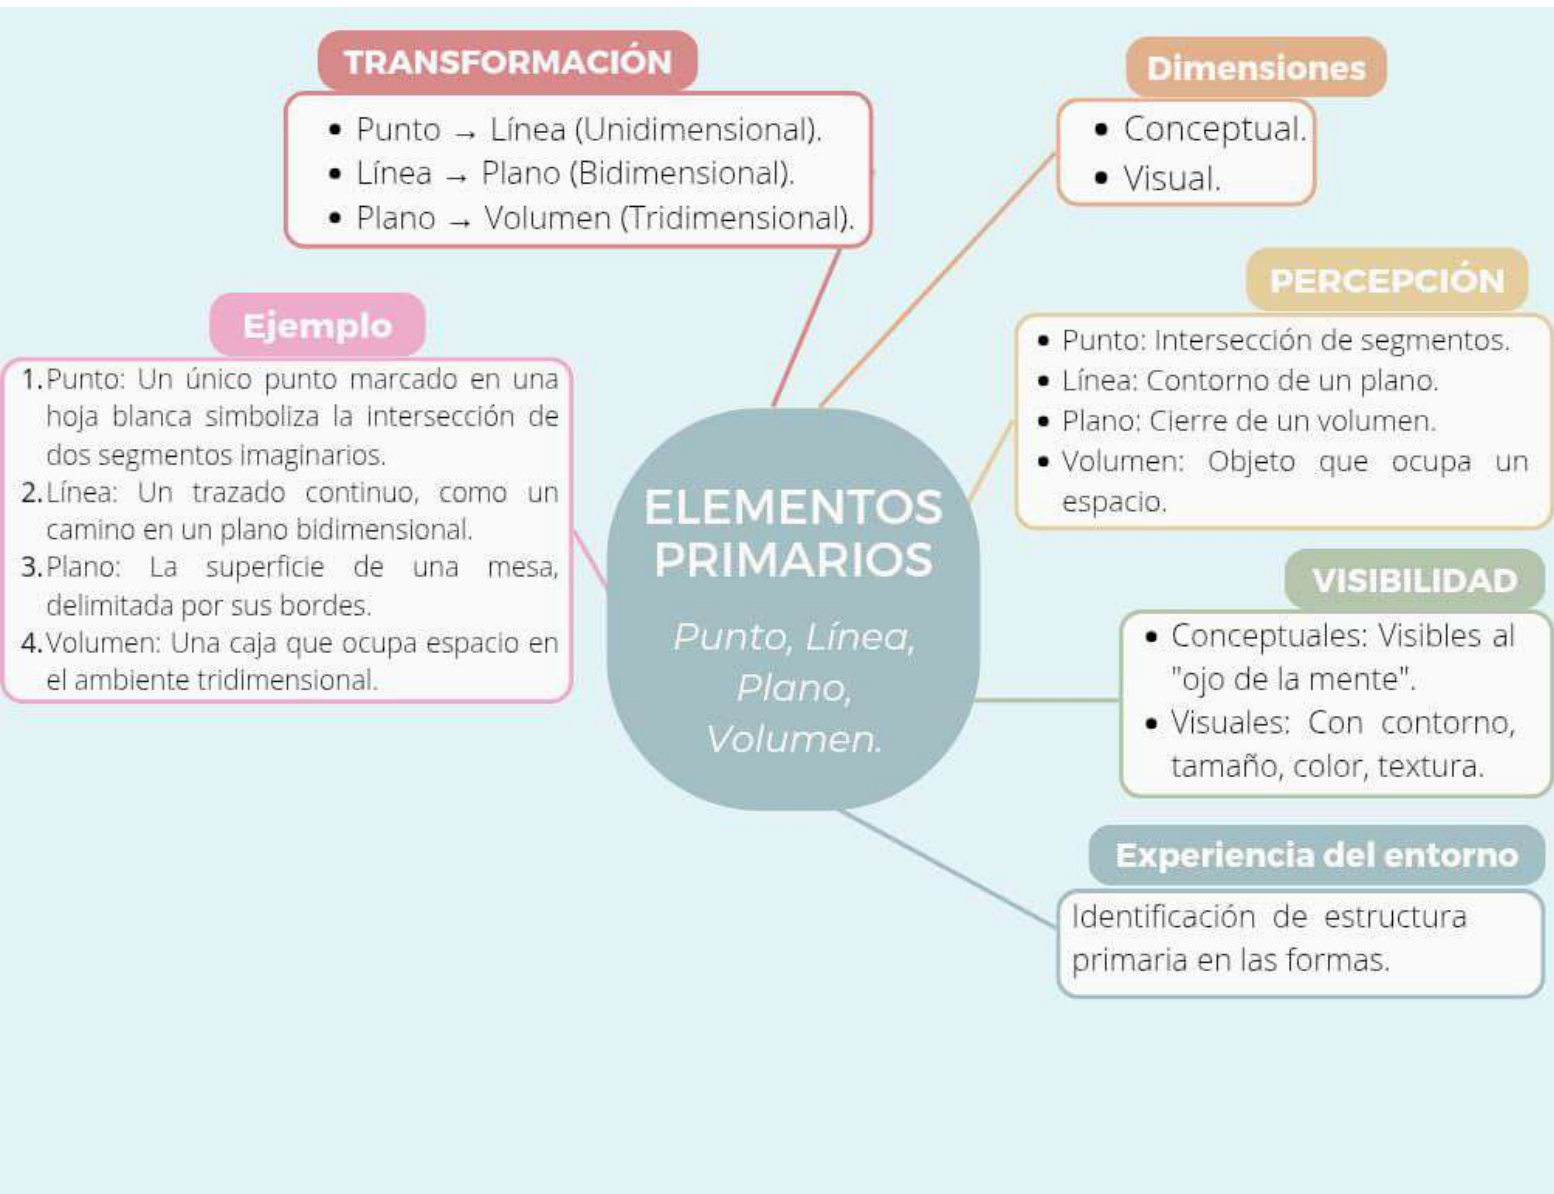 TRANSFORMACIÓN
• Punto → Línea (Unidimensional).
• Línea → Plano (Bidimensional).
• Plano → Volumen (Tridimensional).
Dimensiones
• Conceptual.
• Visual.
PERCEPCIÓN
• Punto: Intersección de segmentos.
• Línea: Contorno de un plano.
• Plano: Cierre de un volumen.
• Volumen: Objeto que ocupa un
espacio.
Ejemplo
1. Punto: Un único punto marcado en una
hoja blanca simboliza la intersección de
dos segmentos imaginarios.
2. Línea: Un trazado continuo, como un
camino en un plano bidimensional.
3. Plano: La superficie de una mesa,
delimitada por sus bordes.
4. Volumen: Una caja que ocupa espacio en
el ambiente tridimensional.
ELEMENTOS
PRIMARIOS
Punto, Línea,
Plano,
Volumen.
VISIBILIDAD
• Conceptuales: Visibles al
"ojo de la mente".
• Visuales: Con contorno,
tamaño, color, textura.
Experiencia del entorno
Identificación de estructura
primaria en las formas.